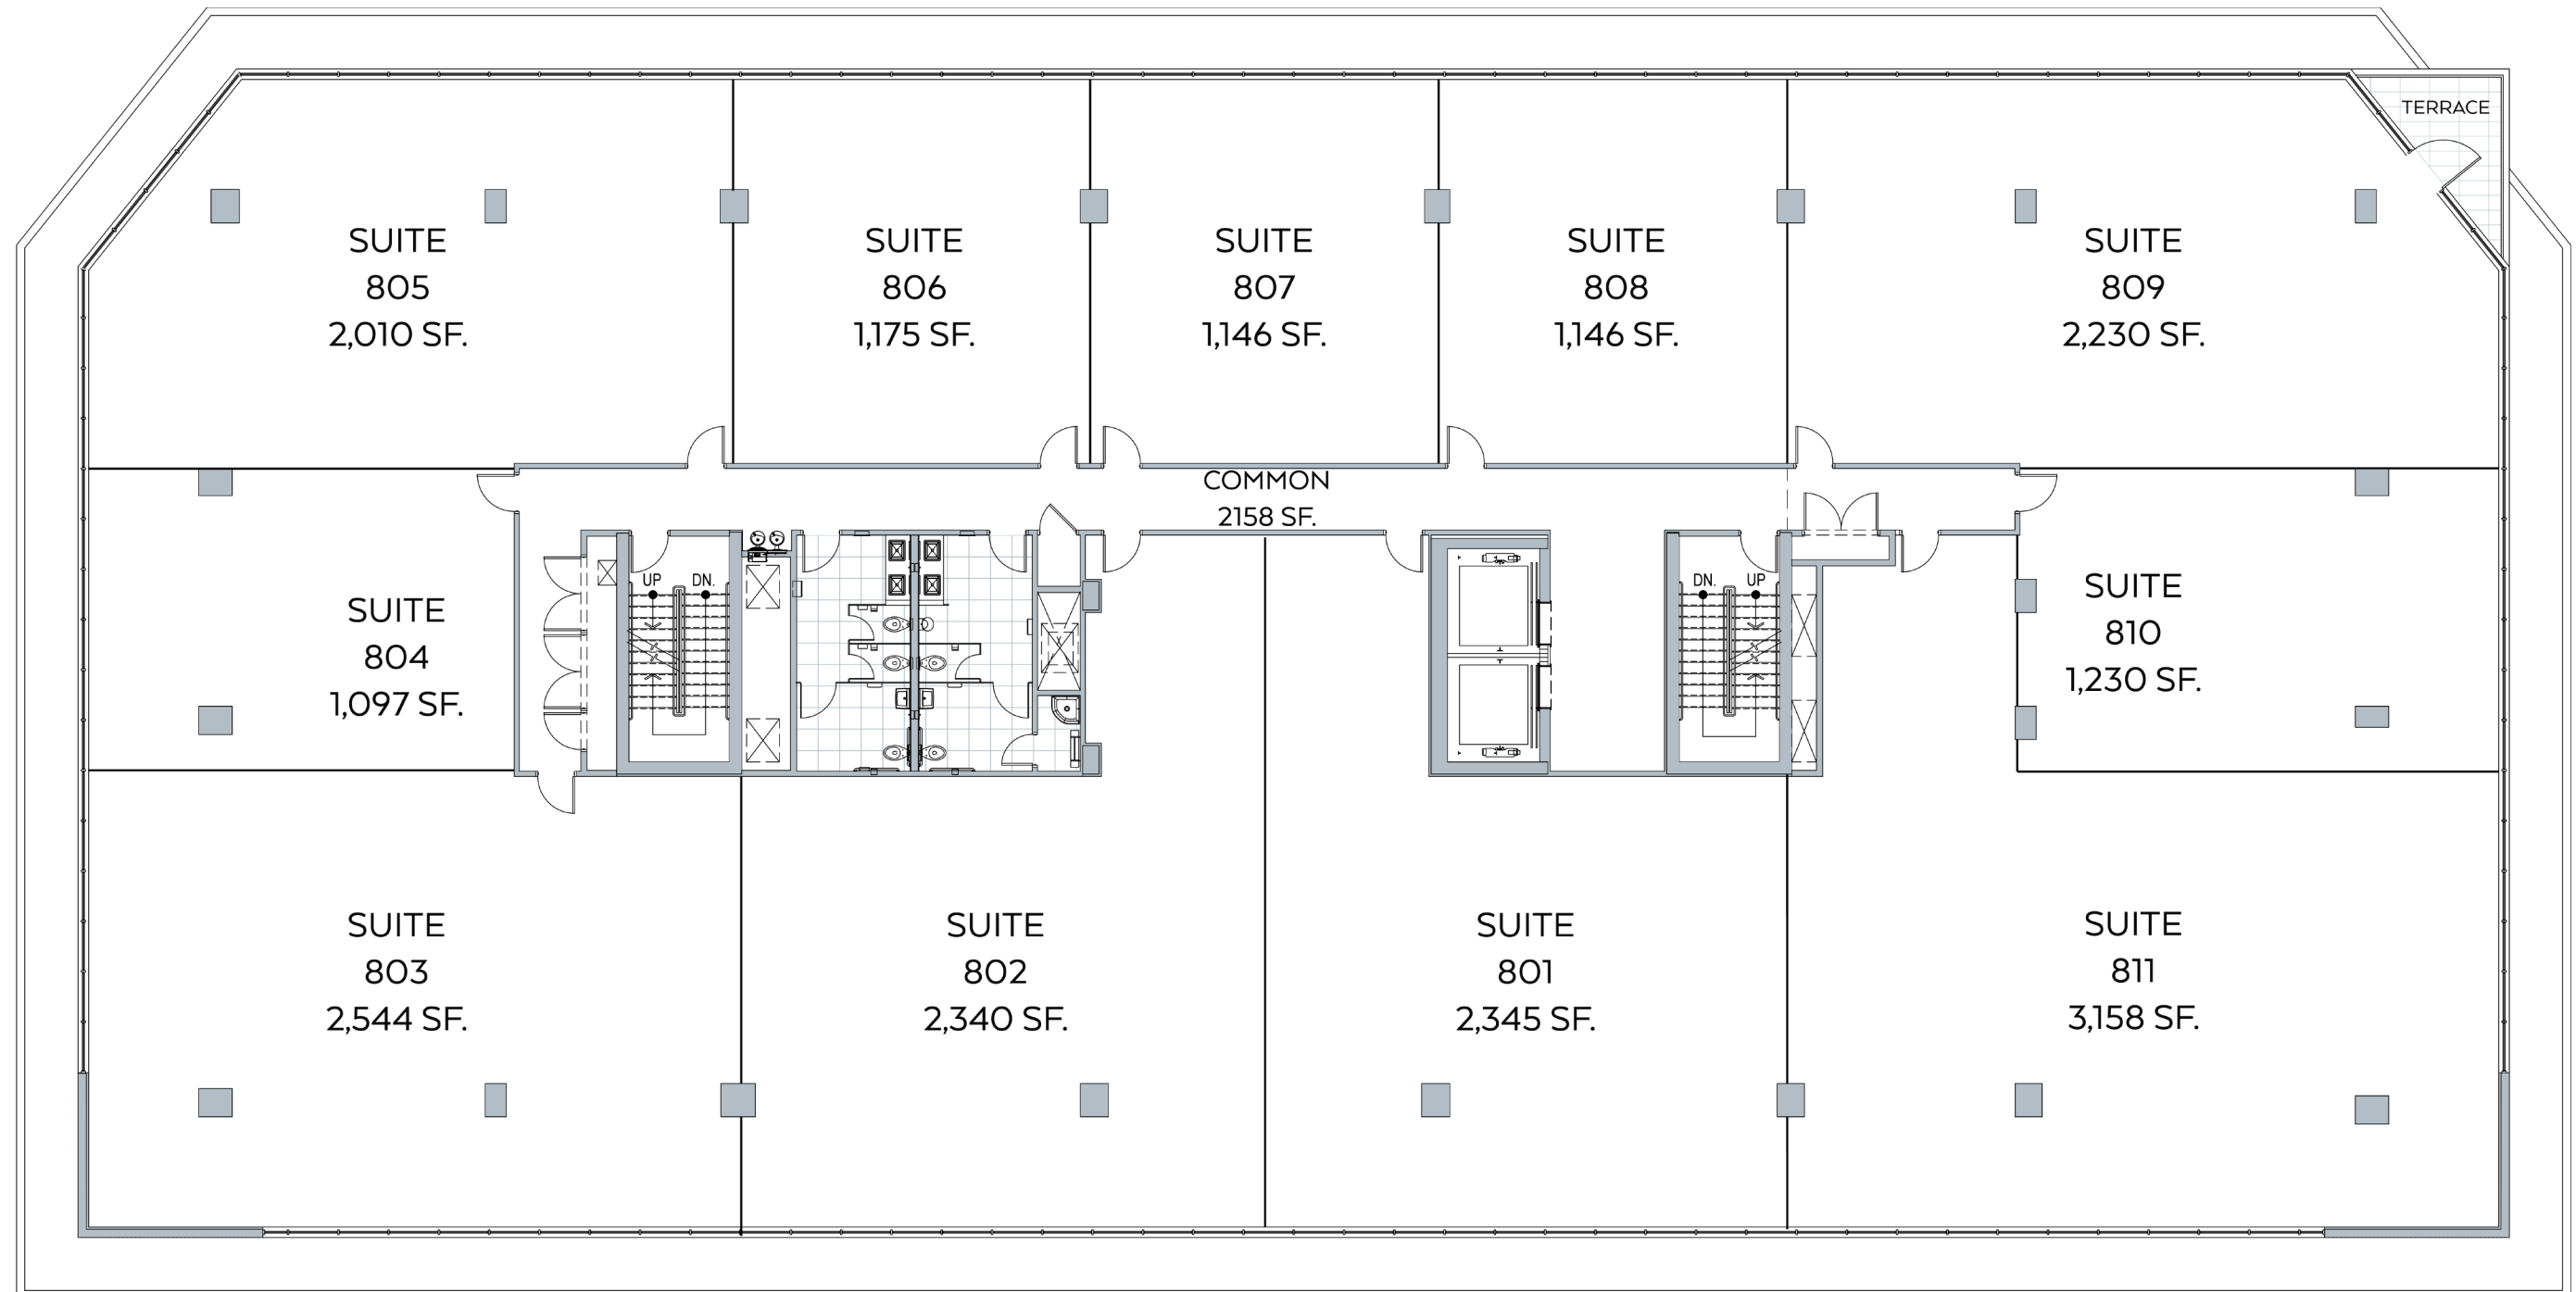 TERRACE
SUITE
805
2,010 SF.
SUITE
806
1,175 SF.
SUITE
807
1,146 SF.
SUITE
808
1,146 SF.
SUITE
809
2,230 SF.
COMMON
2158 SF.
UP DN.
DN. UP
SUITE
804
1,097 SF.
SUITE
810
1,230 SF.
SUITE
803
2,544 SF.
SUITE
802
2,340 SF.
SUITE
801
2,345 SF.
SUITE
811
3,158 SF.